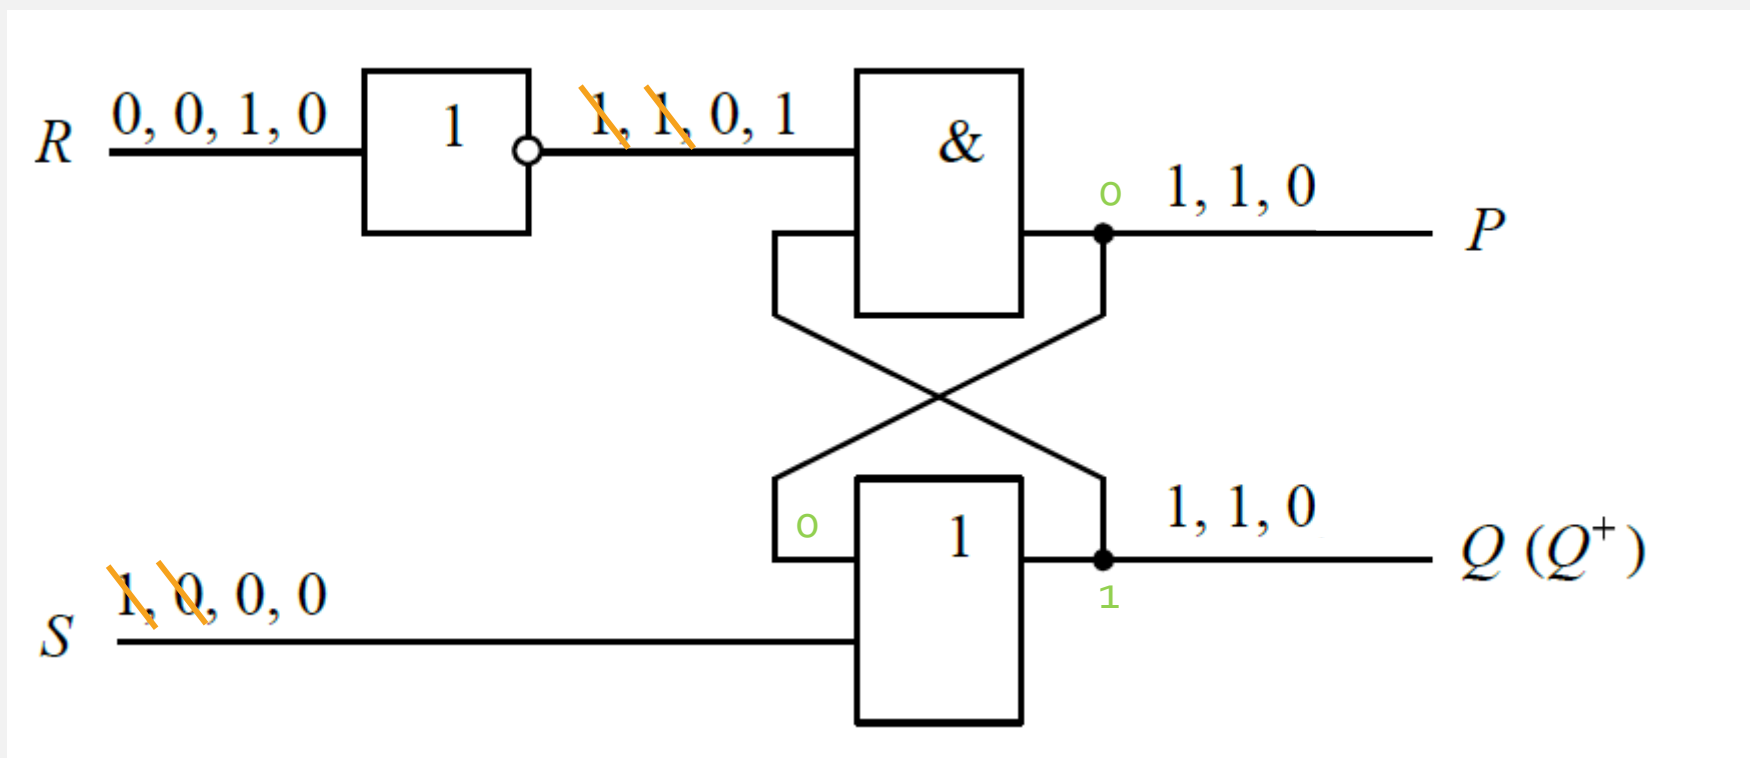 R 0, 0, 1, 0
1
1, 1, 0, 1
&
0 1, 1, 0
P
0
1
1, 1, 0
Q (Q+)
1
S 1, 0, 0, 0